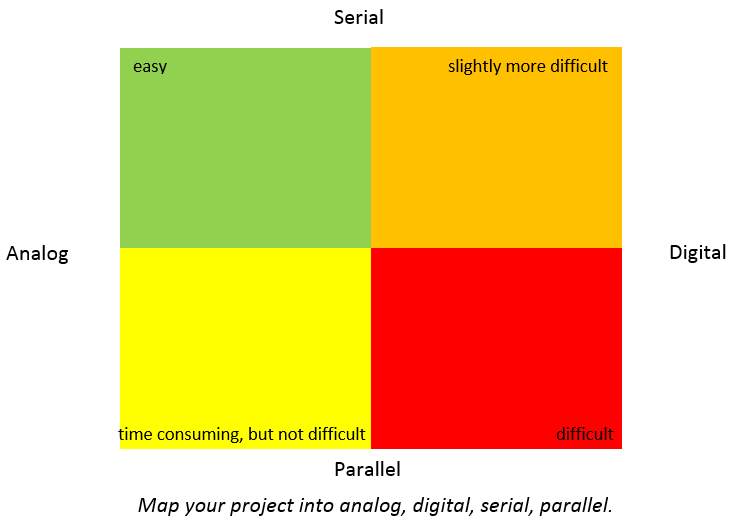 Serial
easy
slightly more difficult
Analog
Digital
time consuming, but not difficult
difficult
Parallel
Map your project into analog, digital, serial, parallel.